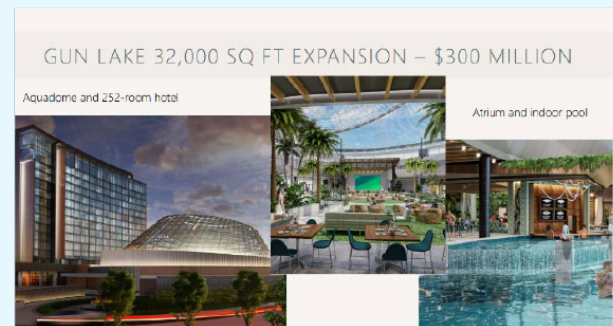 GUN LAKE 32,000 SQ FT EXPANSION – $300 MILLION
Aquadome and 252-room hotel
Atrium and indoor pool